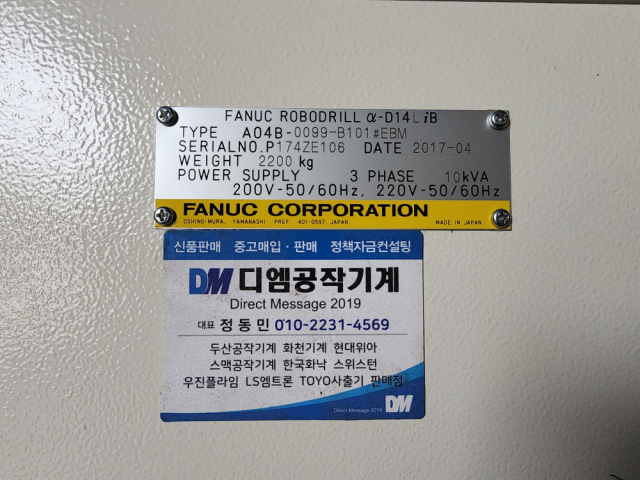 FANUC ROBODRILL α-D14LiB
TYPE A04B-0099-B101#EBM
SERIALNO.P174ZE106 DATE 2017-04
WEIGHT 2200 kg
POWER SUPPLY 3 PHASE 10kVA
200V-50/60Hz, 220V-50/60Hz
FANUC CORPORATION
OSHINO-MURA, YAMANASHI PREF. 401-0597, JAPAN MADE IN JAPAN
신품판매 중고매입·판매 정책자금컨설팅
DM 디엠공작기계
Direct Message 2019
대표 정동민 010-2231-4569
두산공작기계 화천기계 현대위아
스맥공작기계 한국화낙 스위스턴
우진플라임 LS엠트론 TOYO사출기 판매점
Direct Message 2019 DM